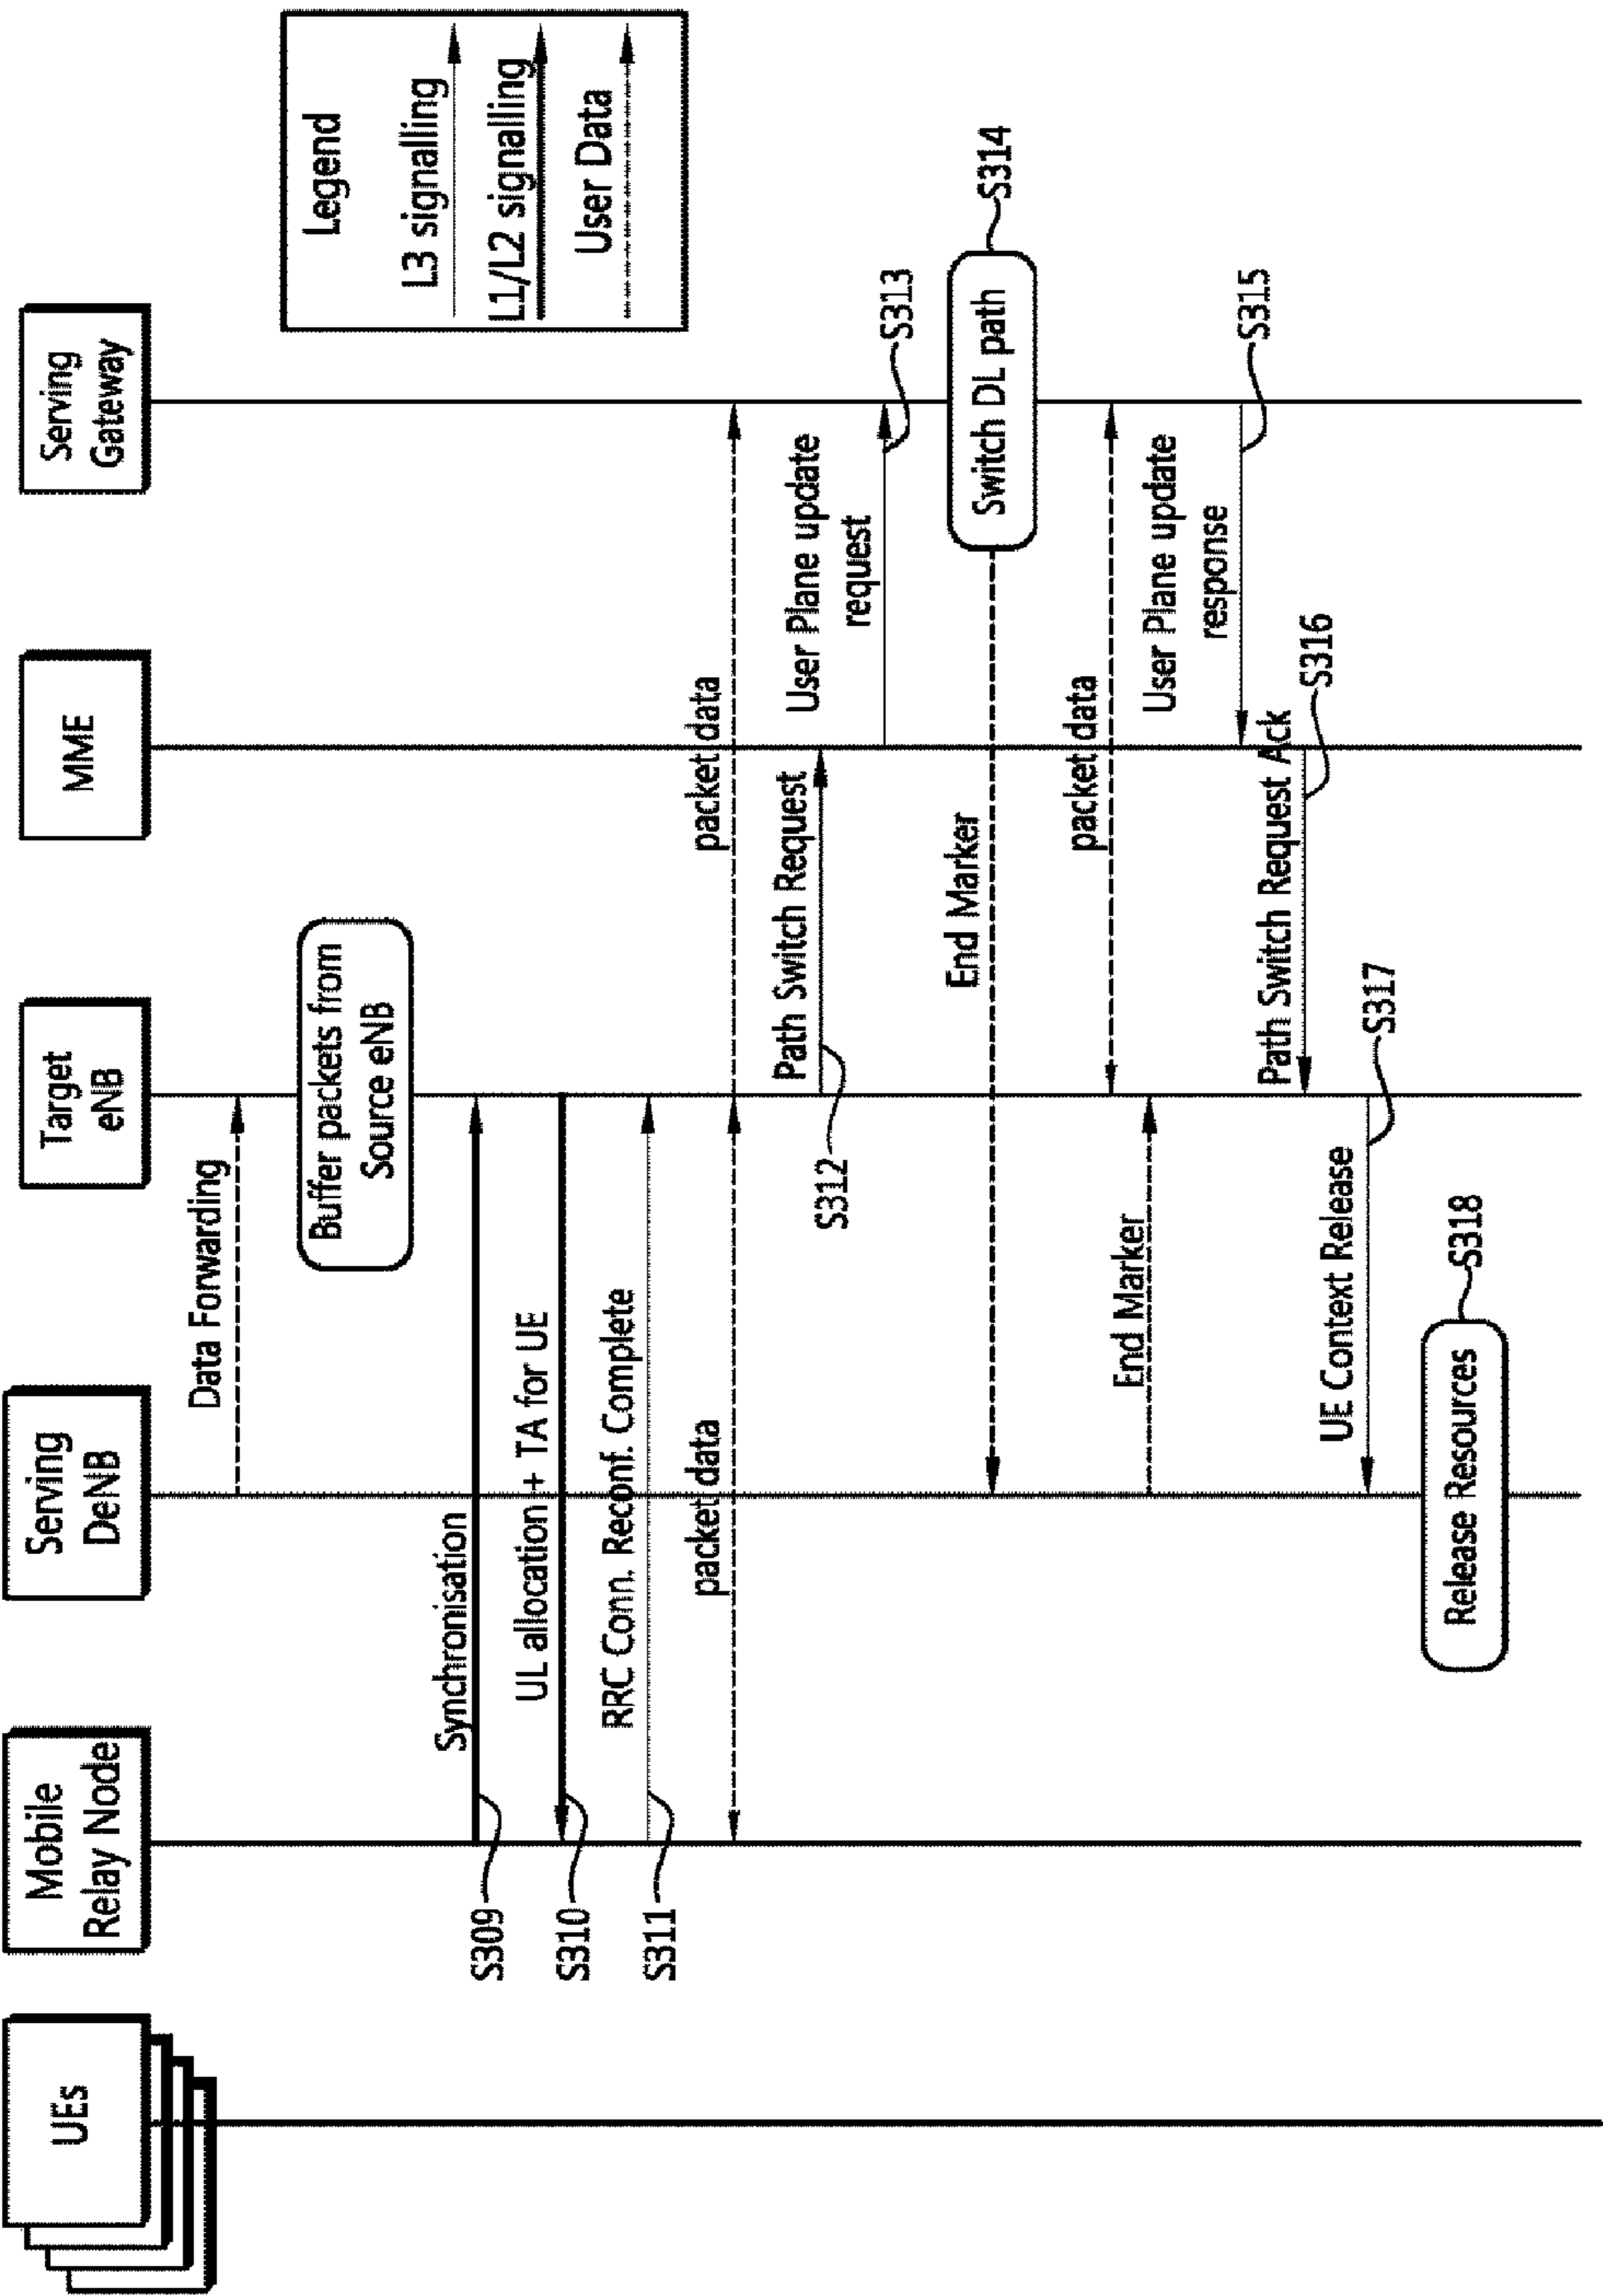 UEs
Mobile
Relay Node
Serving
DeNB
Target
eNB
MME
Serving
Gateway
Legend
L3 signalling
L1/L2 signalling
User Data
Data Forwarding
Buffer packets from
Source eNB
Synchronisation
S309
UL allocation + TA for UE
S310
RRC Conn. Reconf. Complete
S311
packet data
packet data
Path Switch Request
S312
User Plane update
request
S313
End Marker
Switch DL path
S314
packet data
End Marker
User Plane update
response
S315
Path Switch Request Ack
S316
UE Context Release
S317
Release Resources
S318